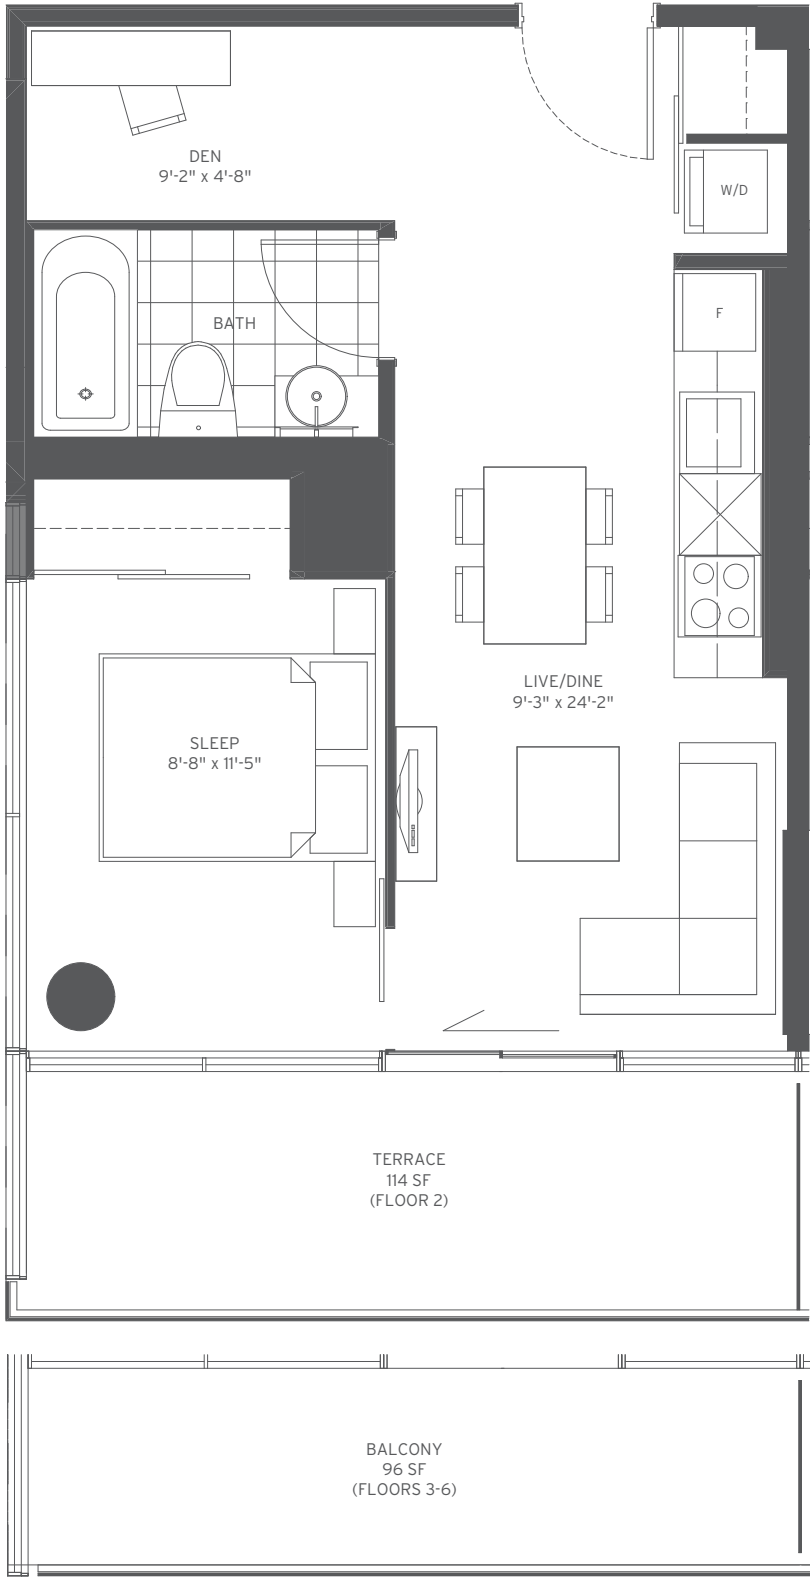 DEN
9'-2" x 4'-8"
W/D
BATH
F
LIVE/DINE
9'-3" x 24'-2"
SLEEP
8'-8" x 11'-5"
TERRACE
114 SF
(FLOOR 2)
BALCONY
96 SF
(FLOORS 3-6)